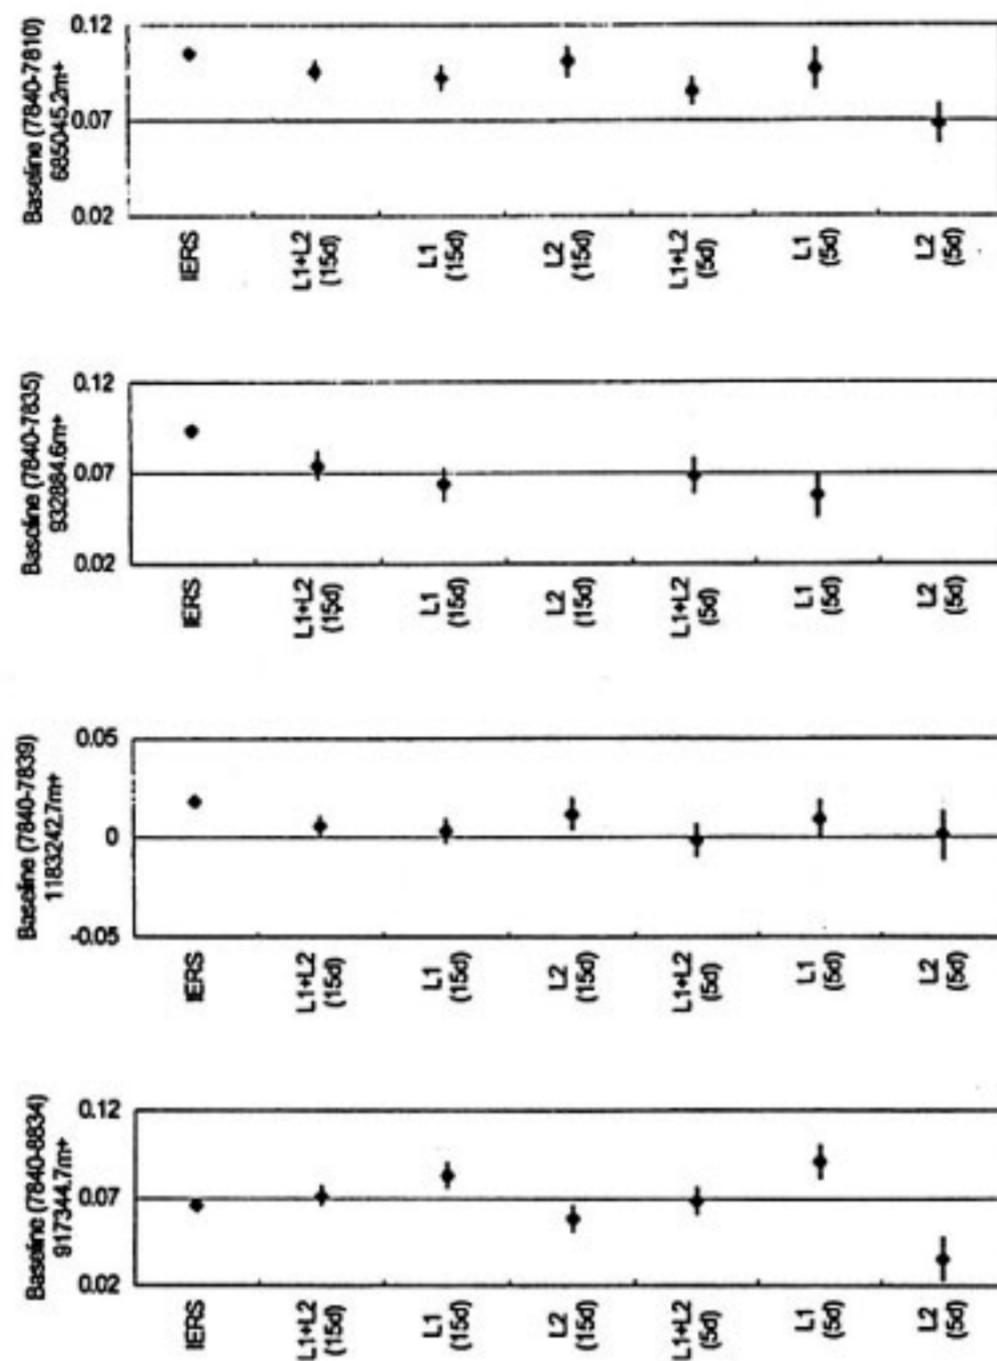 Baseline (7840-7810)
685045.2m+
0.12
0.07
0.02
IERS
L1+L2
(15d)
L1
(15d)
L2
(15d)
L1+L2
(5d)
L1
(5d)
L2
(5d)
Baseline (7840-7835)
932864.6m+
0.12
0.07
0.02
IERS
L1+L2
(15d)
L1
(15d)
L2
(15d)
L1+L2
(5d)
L1
(5d)
L2
(5d)
Baseline (7840-7839)
1183242.7m+
0.05
0
-0.05
IERS
L1+L2
(15d)
L1
(15d)
L2
(15d)
L1+L2
(5d)
L1
(5d)
L2
(5d)
Baseline (7840-8834)
917344.7m+
0.12
0.07
0.02
IERS
L1+L2
(15d)
L1
(15d)
L2
(15d)
L1+L2
(5d)
L1
(5d)
L2
(5d)